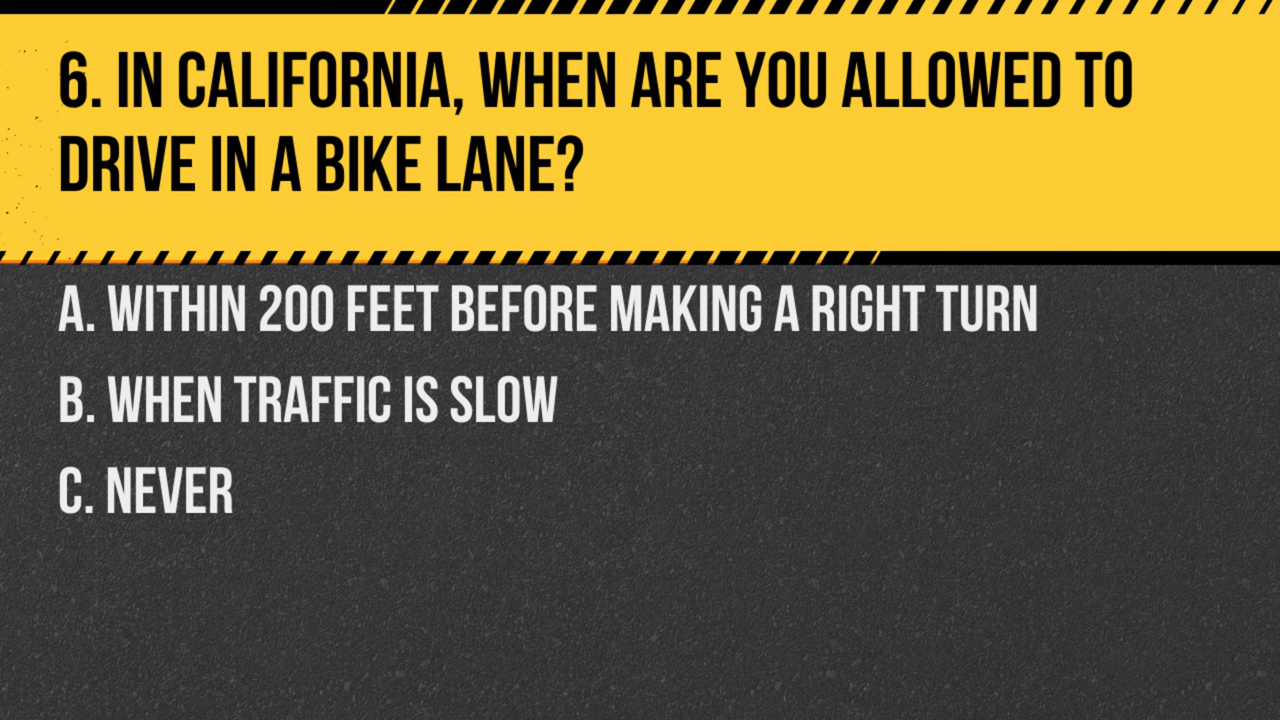 6. IN CALIFORNIA, WHEN ARE YOU ALLOWED TO
DRIVE IN A BIKE LANE?
A. WITHIN 200 FEET BEFORE MAKING A RIGHT TURN
B. WHEN TRAFFIC IS SLOW
C. NEVER